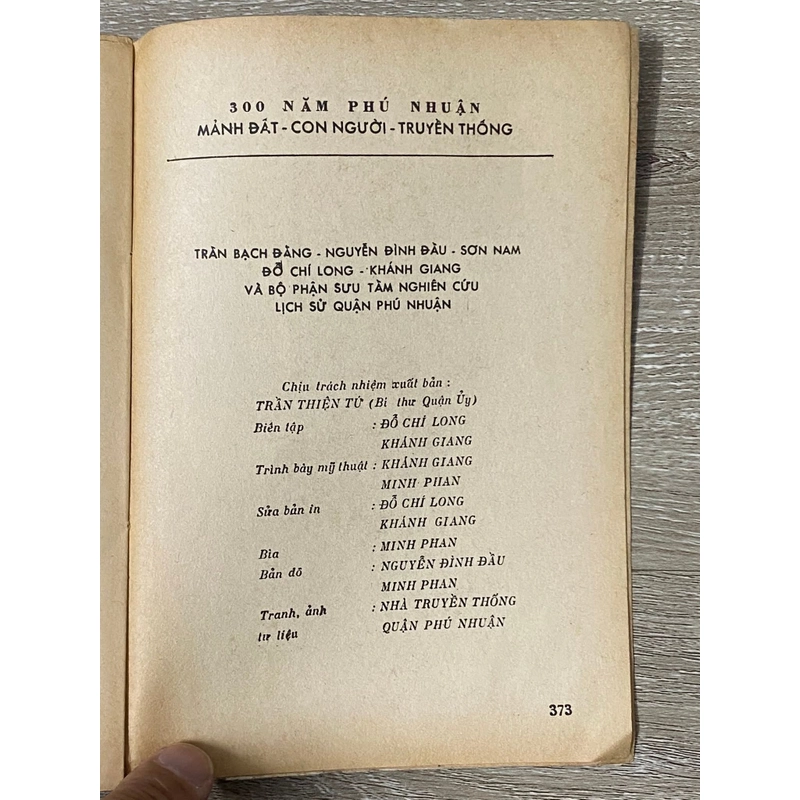 300 NĂM PHÚ NHUẬN
MẢNH ĐẤT - CON NGƯỜI - TRUYỀN THỐNG
TRẦN BẠCH ĐẰNG - NGUYỄN ĐÌNH ĐẦU - SƠN NAM
ĐỖ CHÍ LONG - KHÁNH GIANG
VÀ BỘ PHẬN SƯU TẦM NGHIÊN CỨU
LỊCH SỬ QUẬN PHÚ NHUẬN
Chịu trách nhiệm xuất bản :
TRẦN THIỆN TỨ (Bí thư Quận Ủy)
Biên tập : ĐỖ CHÍ LONG
KHÁNH GIANG
Trình bày mỹ thuật : KHÁNH GIANG
MINH PHAN
Sửa bản in : ĐỖ CHÍ LONG
KHÁNH GIANG
Bìa : MINH PHAN
Bản đồ : NGUYỄN ĐÌNH ĐẦU
MINH PHAN
Tranh, ảnh : NHÀ TRUYỀN THỐNG
tư liệu QUẬN PHÚ NHUẬN
373